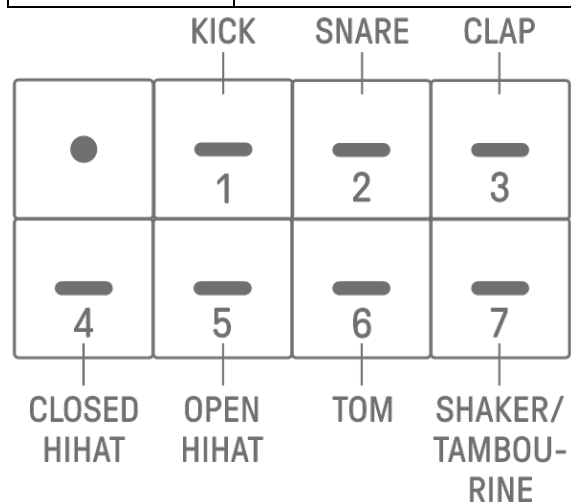 KICK SNARE CLAP
1 2 3
4 5 6 7
CLOSED HIHAT
OPEN HIHAT
TOM
SHAKER/
TAMBOU-
RINE